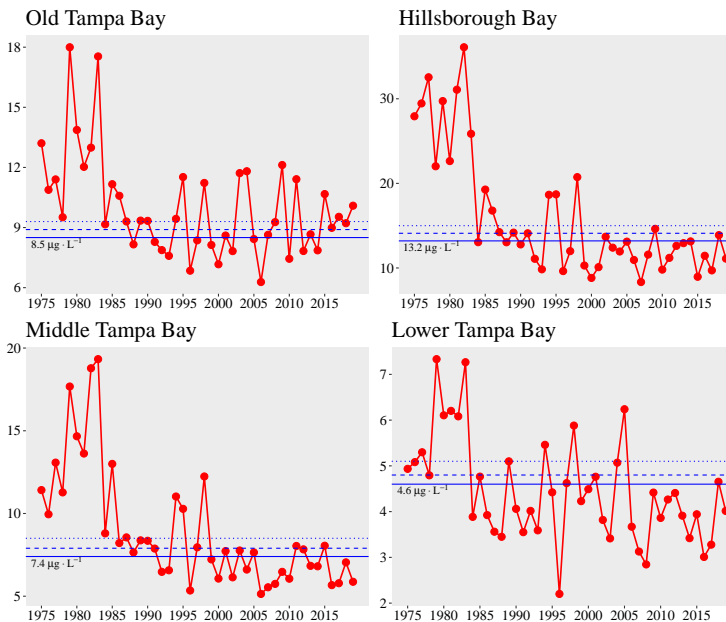 Old Tampa Bay
18
15
12
9
6
8.5 μg · L⁻¹
1975 1980 1985 1990 1995 2000 2005 2010 2015
Hillsborough Bay
30
20
10
13.2 μg · L⁻¹
1975 1980 1985 1990 1995 2000 2005 2010 2015
Middle Tampa Bay
20
15
10
5
7.4 μg · L⁻¹
1975 1980 1985 1990 1995 2000 2005 2010 2015
Lower Tampa Bay
7
6
5
4
3
2
4.6 μg · L⁻¹
1975 1980 1985 1990 1995 2000 2005 2010 2015